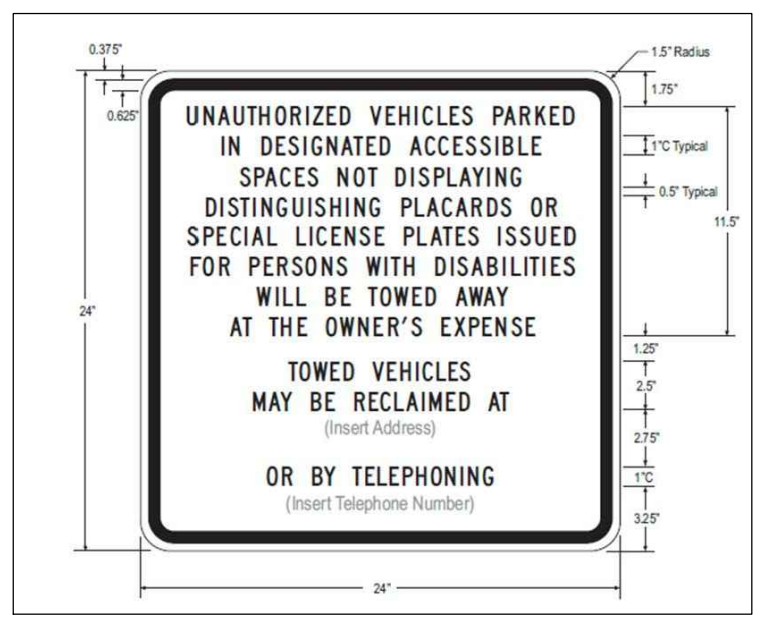 0.375"
0.625"
1.5" Radius
1.75"
UNAUTHORIZED VEHICLES PARKED
IN DESIGNATED ACCESSIBLE
SPACES NOT DISPLAYING
DISTINGUISHING PLACARDS OR
SPECIAL LICENSE PLATES ISSUED
FOR PERSONS WITH DISABILITIES
WILL BE TOWED AWAY
AT THE OWNER'S EXPENSE
TOWED VEHICLES
MAY BE RECLAIMED AT
(Insert Address)
OR BY TELEPHONING
(Insert Telephone Number)
1"C Typical
0.5" Typical
11.5"
24"
1.25"
2.5"
2.75"
1"C
3.25"
24"